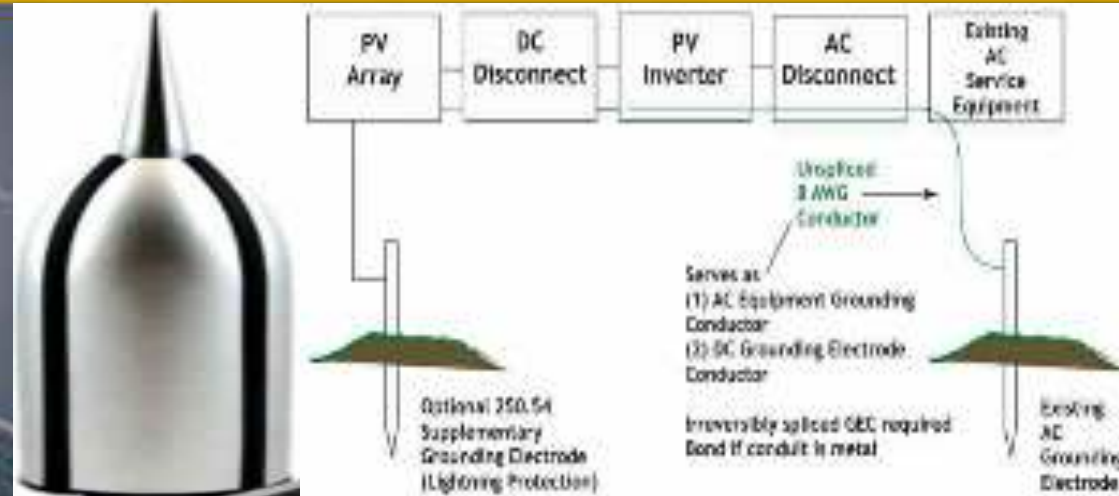 PV
Array
DC
Disconnect
PV
Inverter
AC
Disconnect
Existing
AC
Service
Equipment
Unspliced
8 AWG
Conductor
Serves as
(1) AC Equipment Grounding
Conductor
(2) DC Grounding Electrode
Conductor
Irreversibly spliced GEC required
Bond if conduit is metal
Optional 250.54
Supplementary
Grounding Electrode
(Lightning Protection)
Existing
AC
Grounding
Electrode